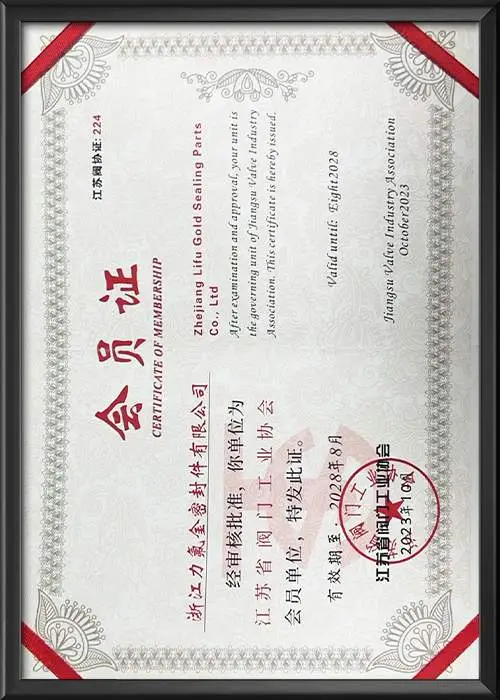 江苏阀协证: 224
会员证
CERTIFICATE OF MEMBERSHIP
浙江力氟金密封件有限公司
经审核批准，你单位为
江苏省阀门工业协会
会员单位，特发此证。
有效期至: 2028年8月
江苏省阀门工业协会
2023年10月
Zhejiang Lifu Gold Sealing Parts
Co., Ltd
After examination and approval, your unit is
the governing unit of Jiangsu Valve Industry
Association. This certificate is hereby issued.
Valid until: Eight2028
Jiangsu Valve Industry Association
October2023